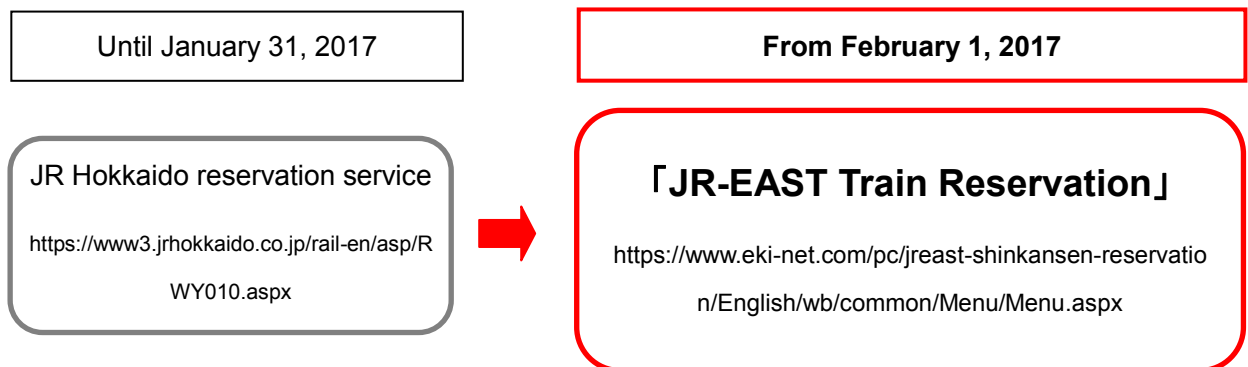 Until January 31, 2017
From February 1, 2017
JR Hokkaido reservation service
https://www3.jrhokkaido.co.jp/rail-en/asp/R
WY010.aspx
「JR-EAST Train Reservation」
https://www.eki-net.com/pc/jreast-shinkansen-reservatio
n/English/wb/common/Menu/Menu.aspx